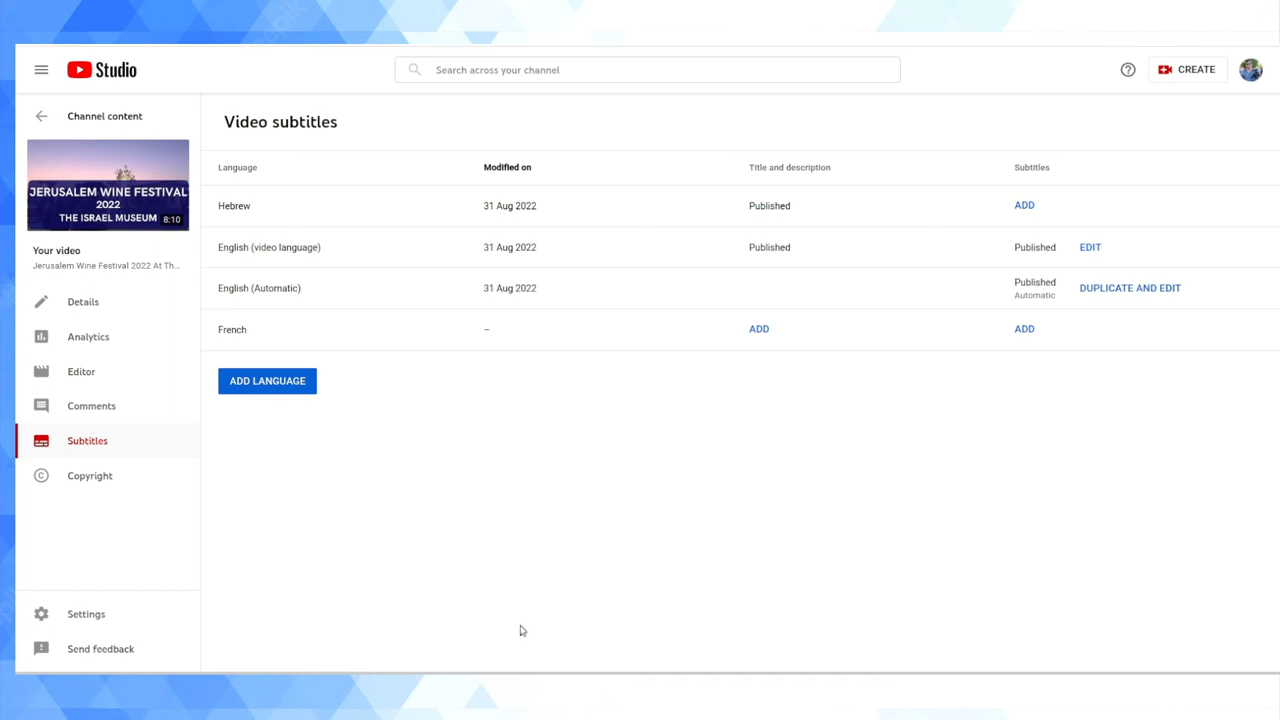 Studio
Search across your channel
CREATE
Channel content
JERUSALEM WINE FESTIVAL
2022
THE ISRAEL MUSEUM
8:10
Your video
Jerusalem Wine Festival 2022 At Th...
Details
Analytics
Editor
Comments
Subtitles
Copyright
Settings
Send feedback
Video subtitles
Language Modified on Title and description Subtitles
Hebrew 31 Aug 2022 Published ADD
English (video language) 31 Aug 2022 Published Published EDIT
English (Automatic) 31 Aug 2022 Published Automatic DUPLICATE AND EDIT
French – ADD ADD
ADD LANGUAGE